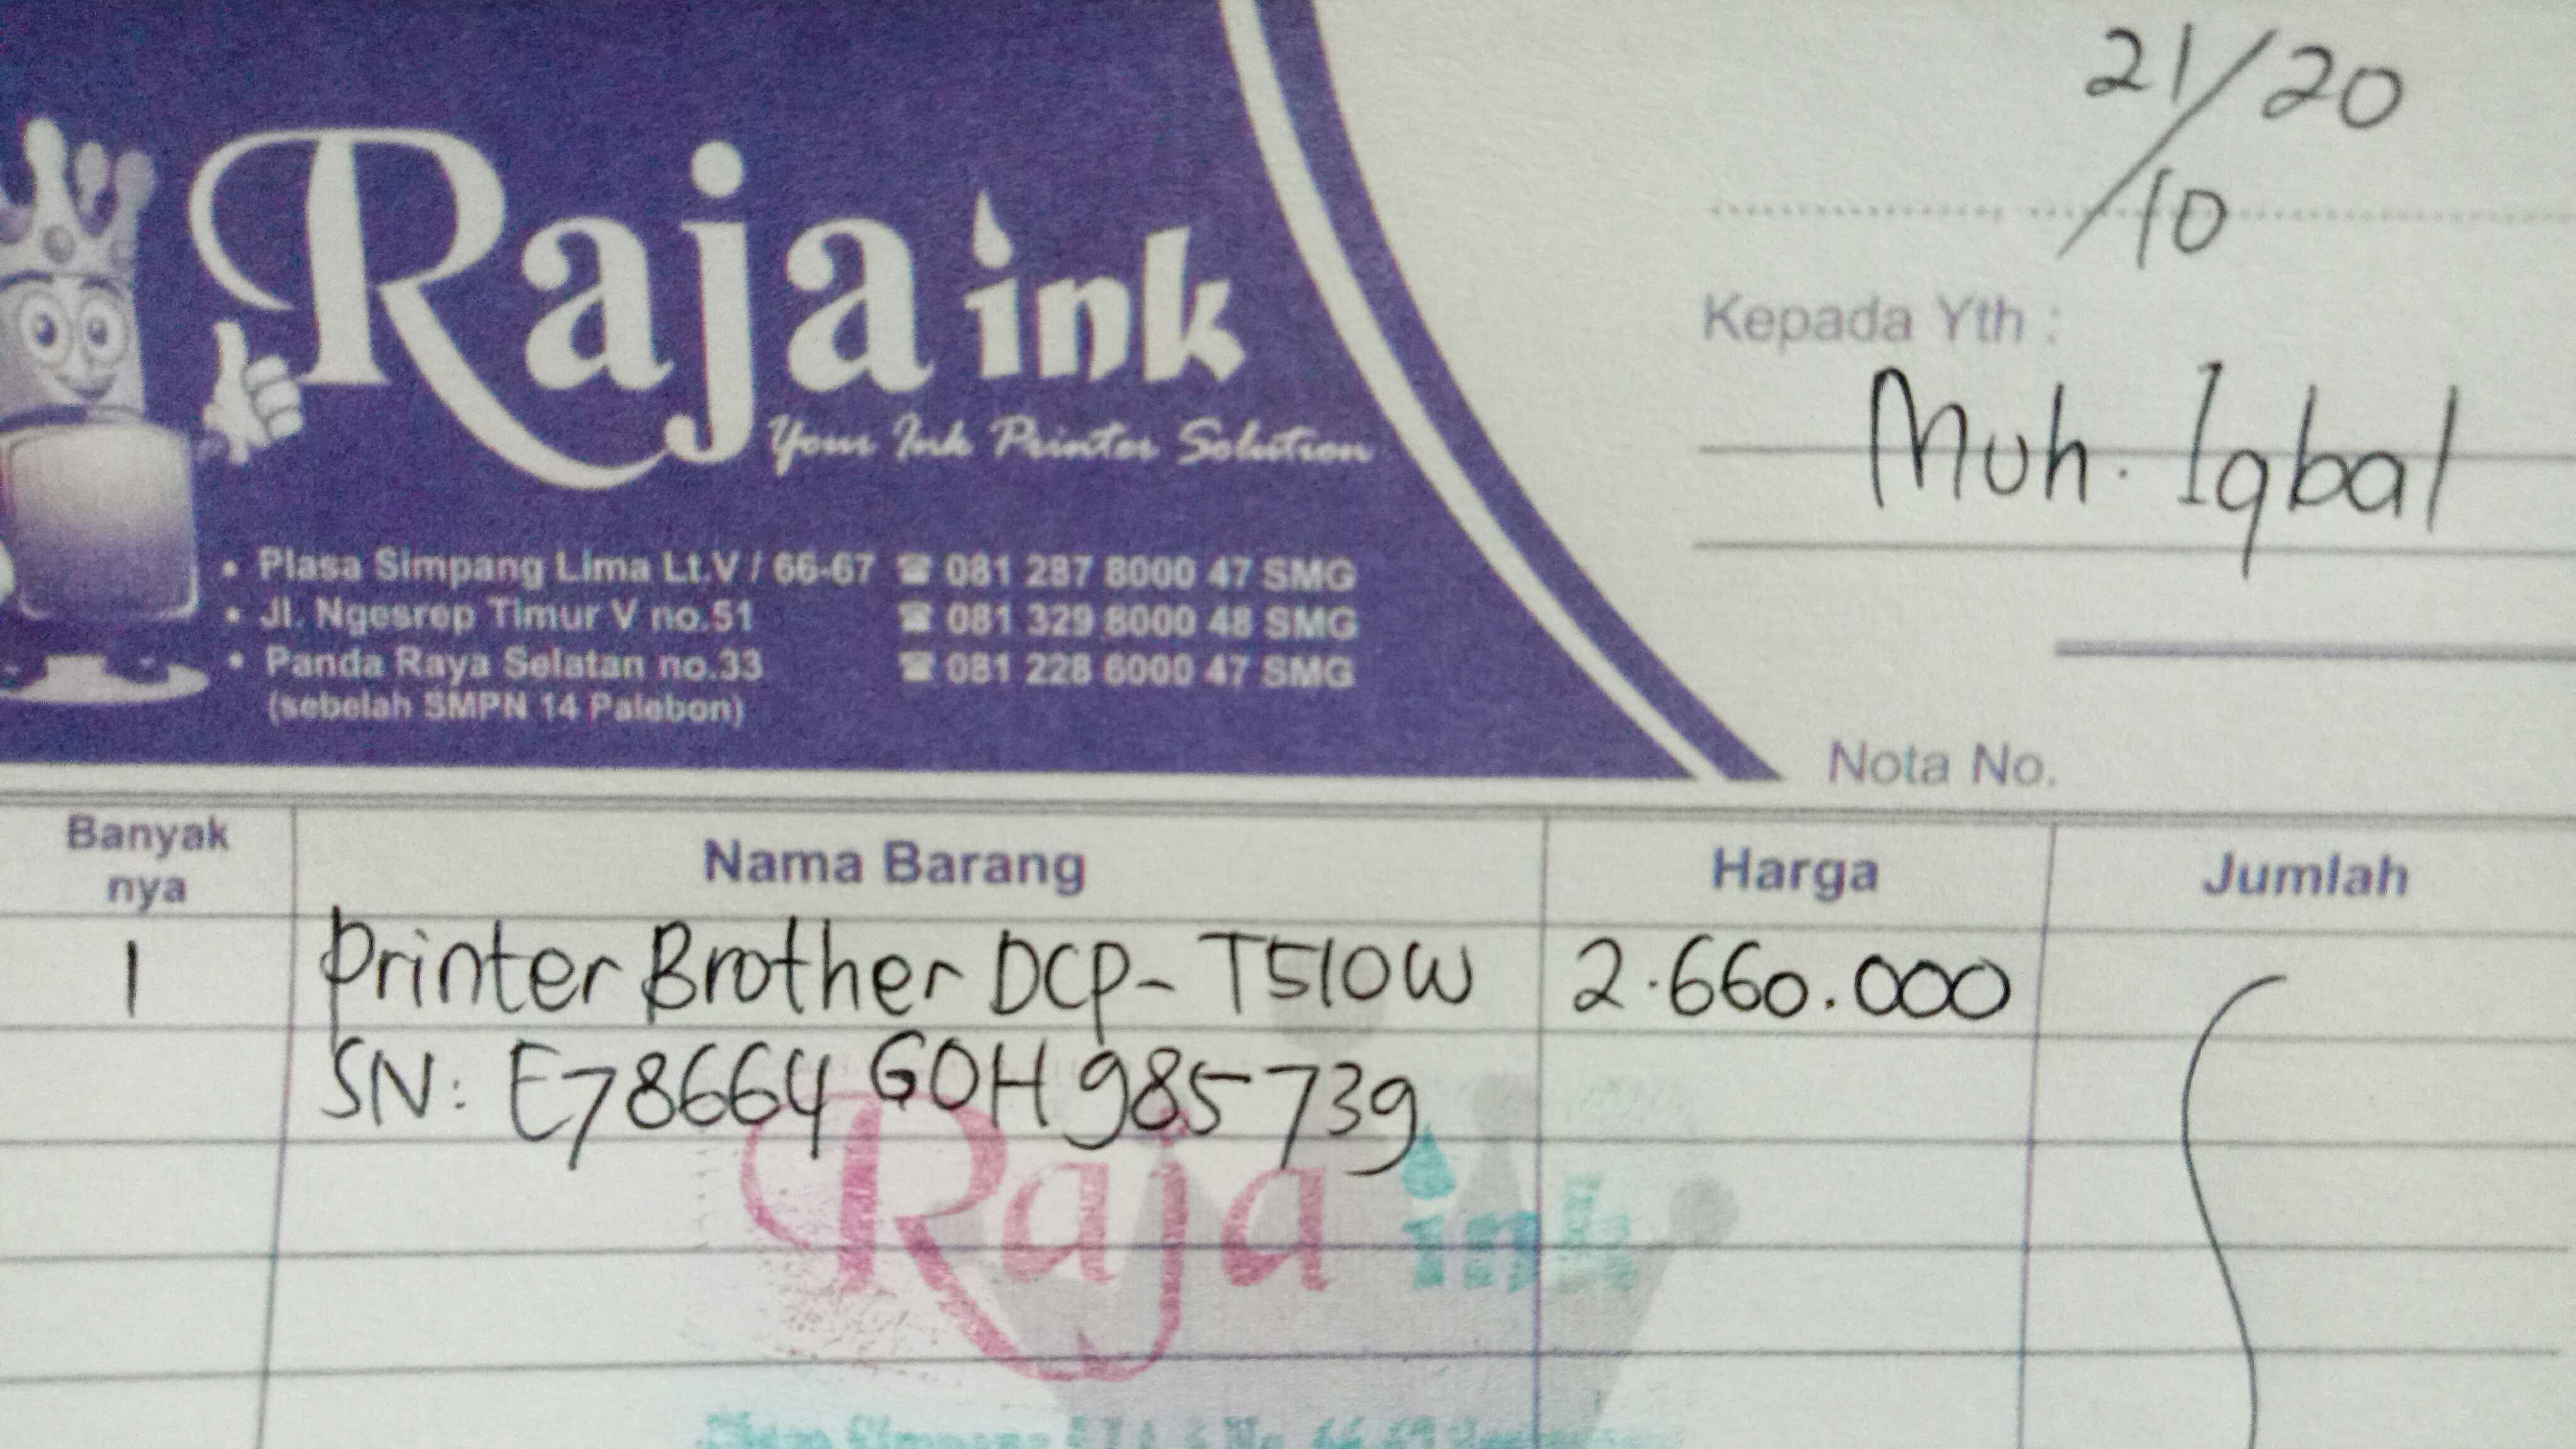 Raja ink
Your Ink Printer Solution
• Plasa Simpang Lima Lt.V / 66-67 ☎ 081 287 8000 47 SMG
• Jl. Ngesrep Timur V no.51 ☎ 081 329 8000 48 SMG
• Panda Raya Selatan no.33 ☎ 081 228 6000 47 SMG
(sebelah SMPN 14 Palebon)
21/20
10
Kepada Yth :
Muh. Iqbal
Nota No.
Banyak nya Nama Barang Harga Jumlah
1 Printer Brother DCP-T510W 2.660.000
SN: E78664G0H985739
Raja ink